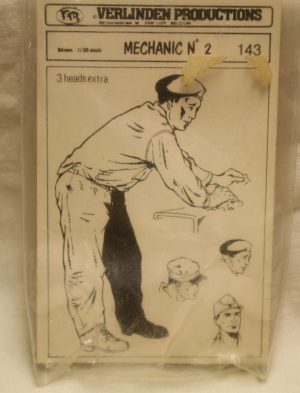 © VERLINDEN PRODUCTIONS
54mm 1/35 scale
MECHANIC N° 2
143
3 heads extra